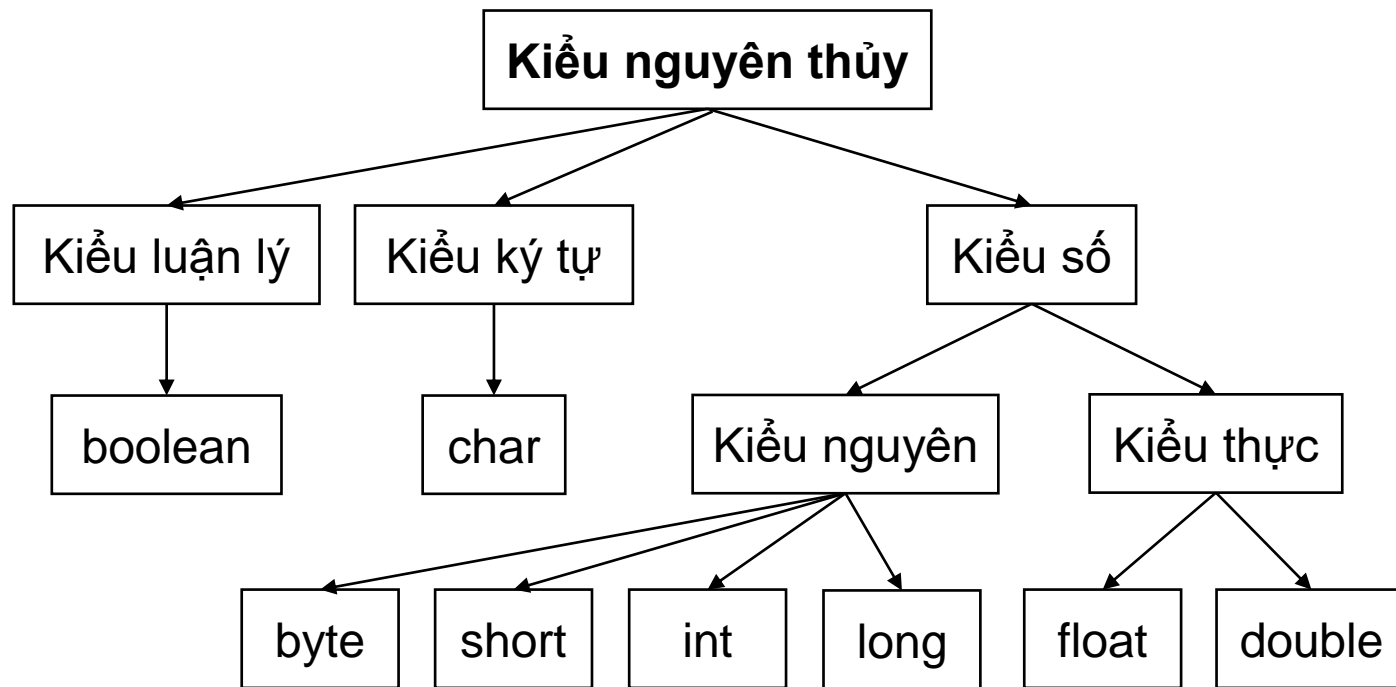 Kiểu nguyên thủy
Kiểu luận lý
Kiểu ký tự
Kiểu số
boolean
char
Kiểu nguyên
Kiểu thực
byte
short
int
long
float
double